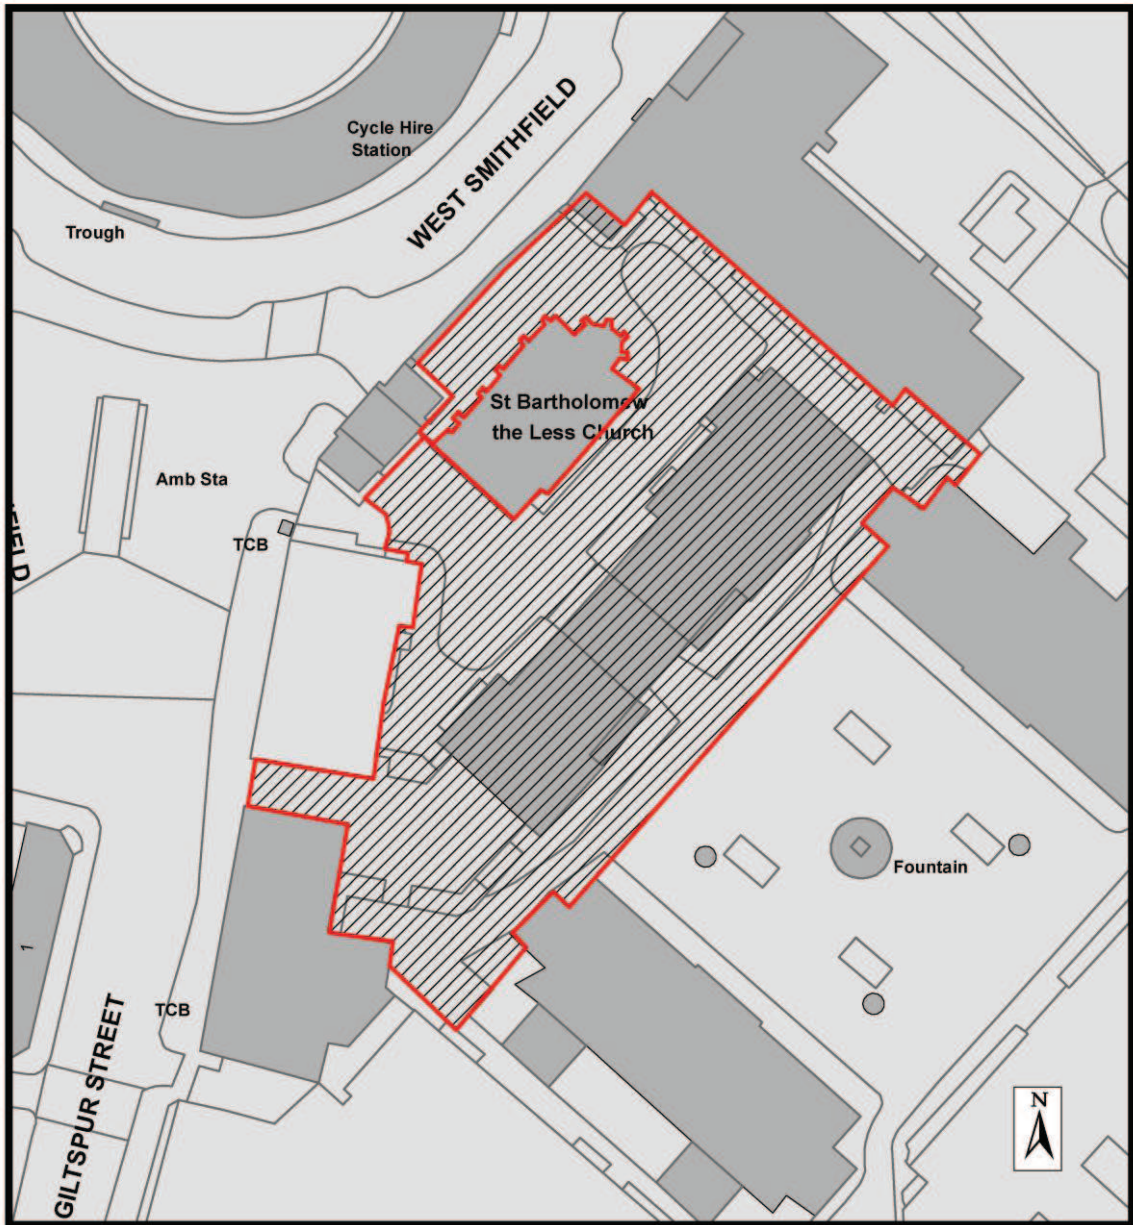 Cycle Hire
Station
WEST SMITHFIELD
Trough
St Bartholomew
the Less Church
Amb Sta
TCB
FIELD
Fountain
1
TCB
GILTSPUR STREET
N